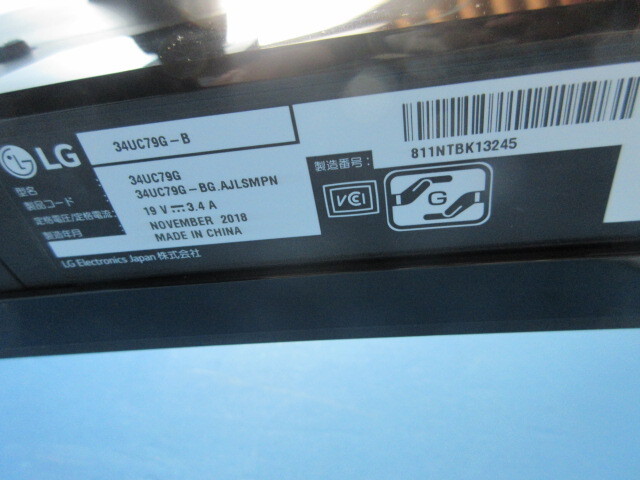 LG
34UC79G-B
型名
34UC79G
製品コード
34UC79G-BG.AJLSMPN
定格電圧/定格電流
19 V ⎓ 3.4 A
製造年月
NOVEMBER 2018
MADE IN CHINA
LG Electronics Japan 株式会社
製造番号:
811NTBK13245
VCCI
G